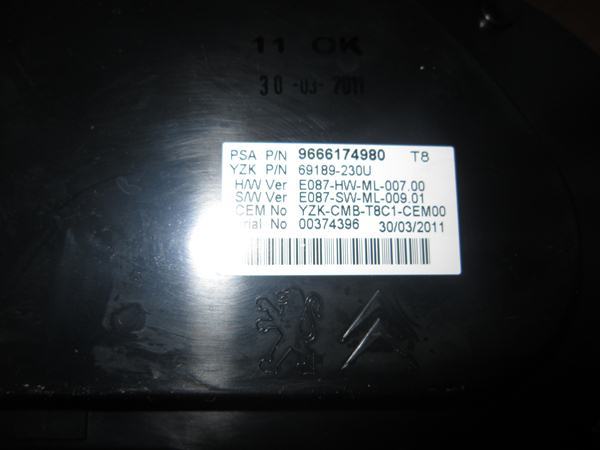 11 OK
30-03-2011
PSA P/N 9666174980 T8
YZK P/N 69189-230U
H/W Ver E087-HW-ML-007.00
S/W Ver E087-SW-ML-009.01
CEM No YZK-CMB-T8C1-CEM00
rial No 00374396 30/03/2011